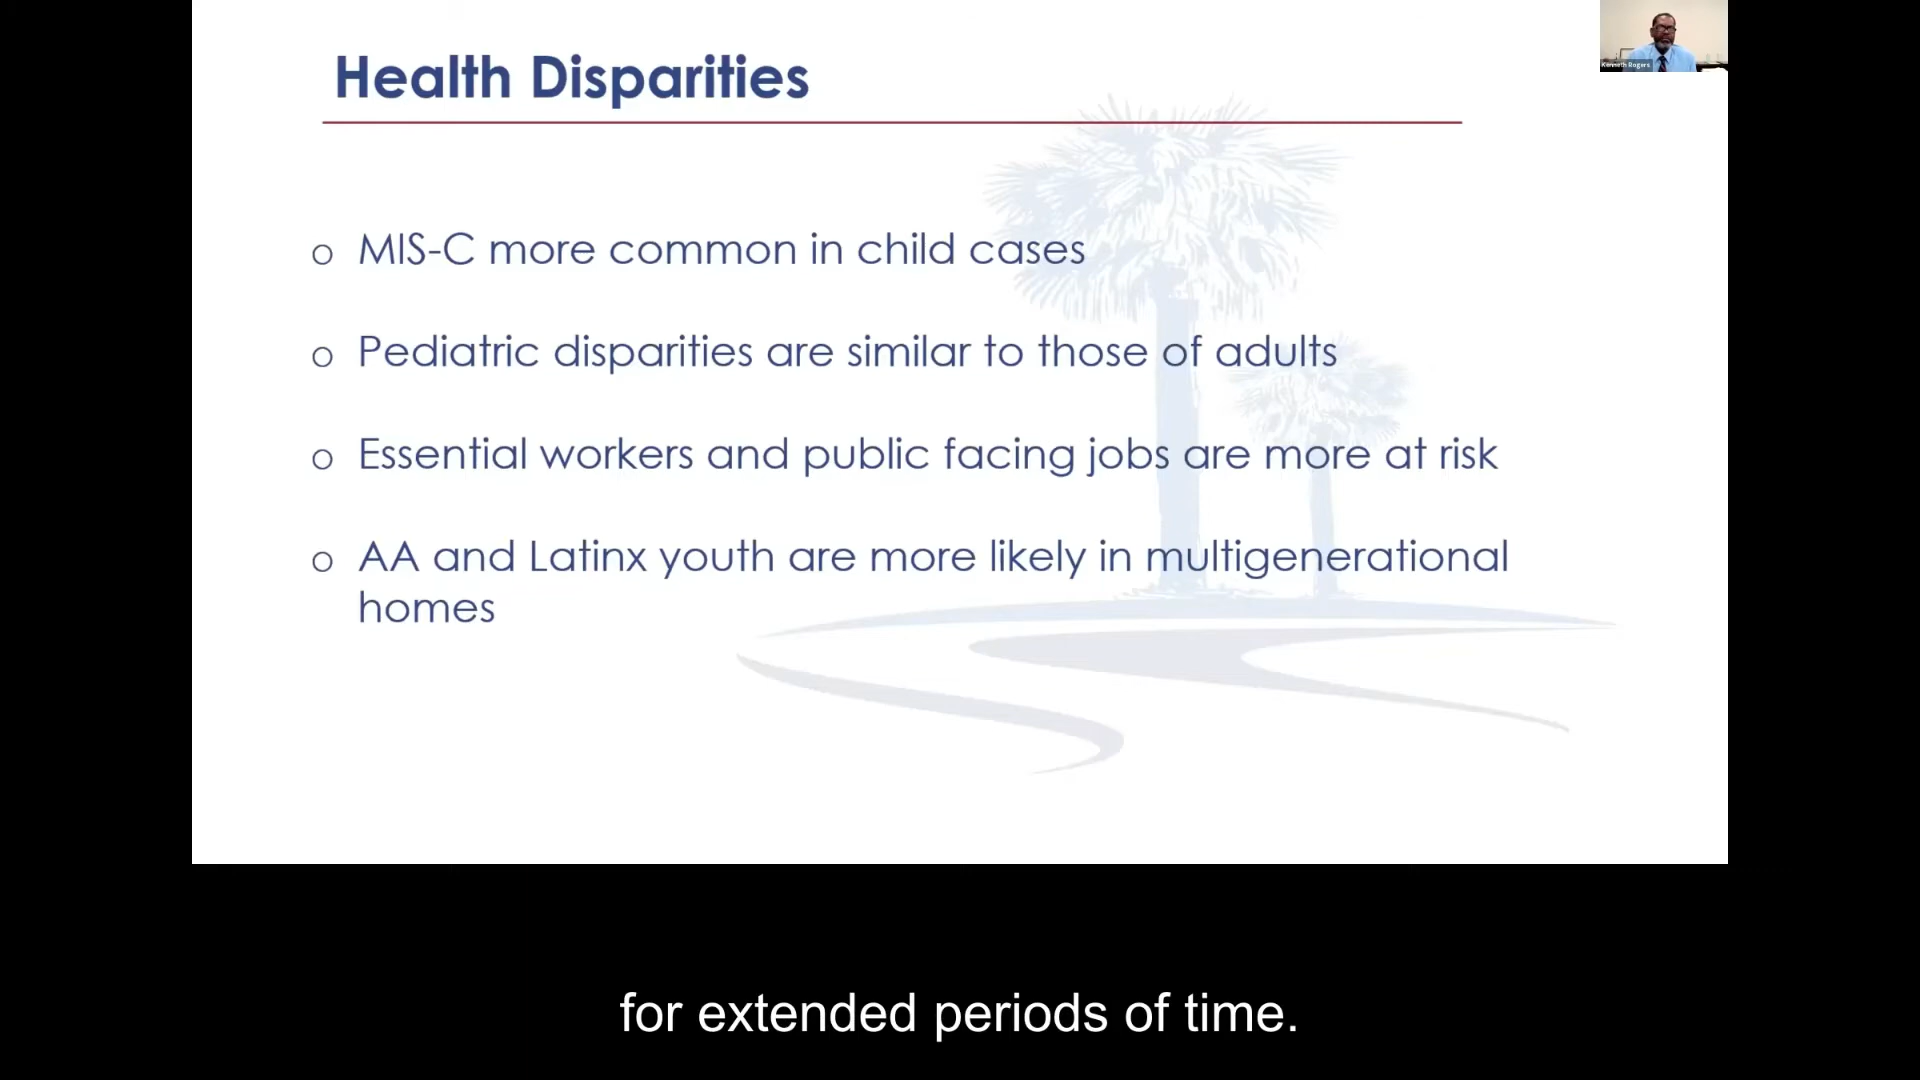 Health Disparities
Kenneth Rogers
o MIS-C more common in child cases
o Pediatric disparities are similar to those of adults
o Essential workers and public facing jobs are more at risk
o AA and Latinx youth are more likely in multigenerational
homes
for extended periods of time.